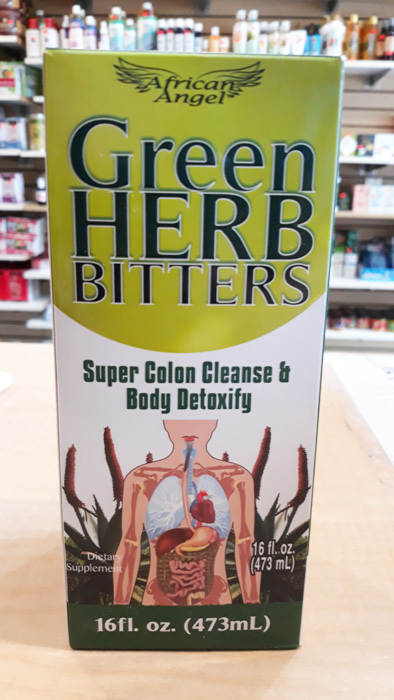 African
Angel
Green
HERB
BITTERS
Super Colon Cleanse &
Body Detoxify
16 fl. oz.
(473 mL)
Dietary
Supplement
16fl. oz. (473mL)